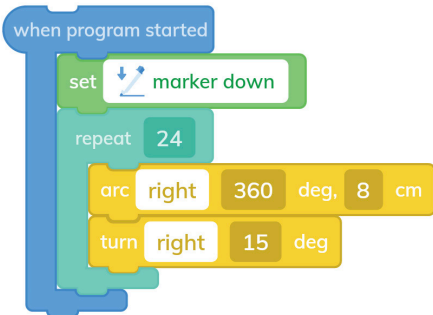 when program started
set marker down
repeat 24
arc right 360 deg, 8 cm
turn right 15 deg